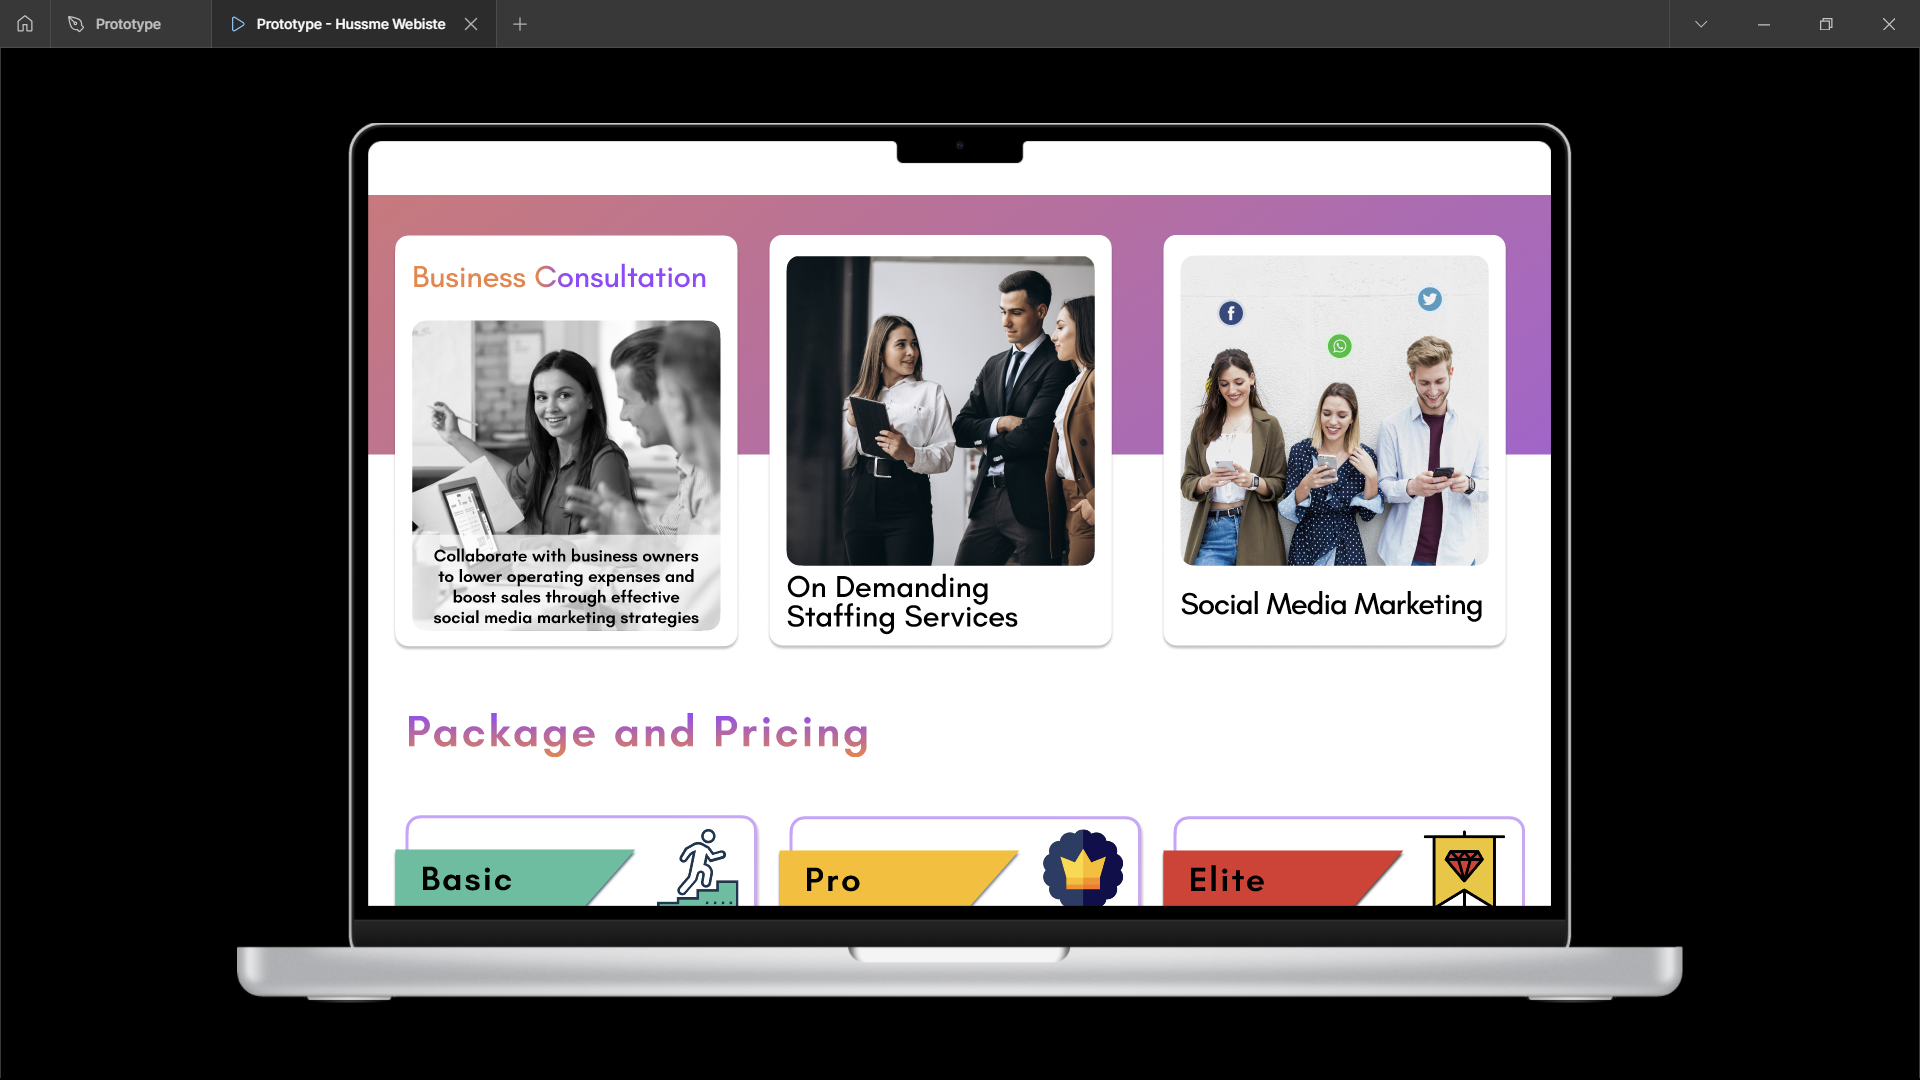 Prototype
Prototype - Hussme Webiste
Business Consultation
Collaborate with business owners
to lower operating expenses and
boost sales through effective
social media marketing strategies
On Demanding
Staffing Services
Social Media Marketing
Package and Pricing
Basic
Pro
Elite